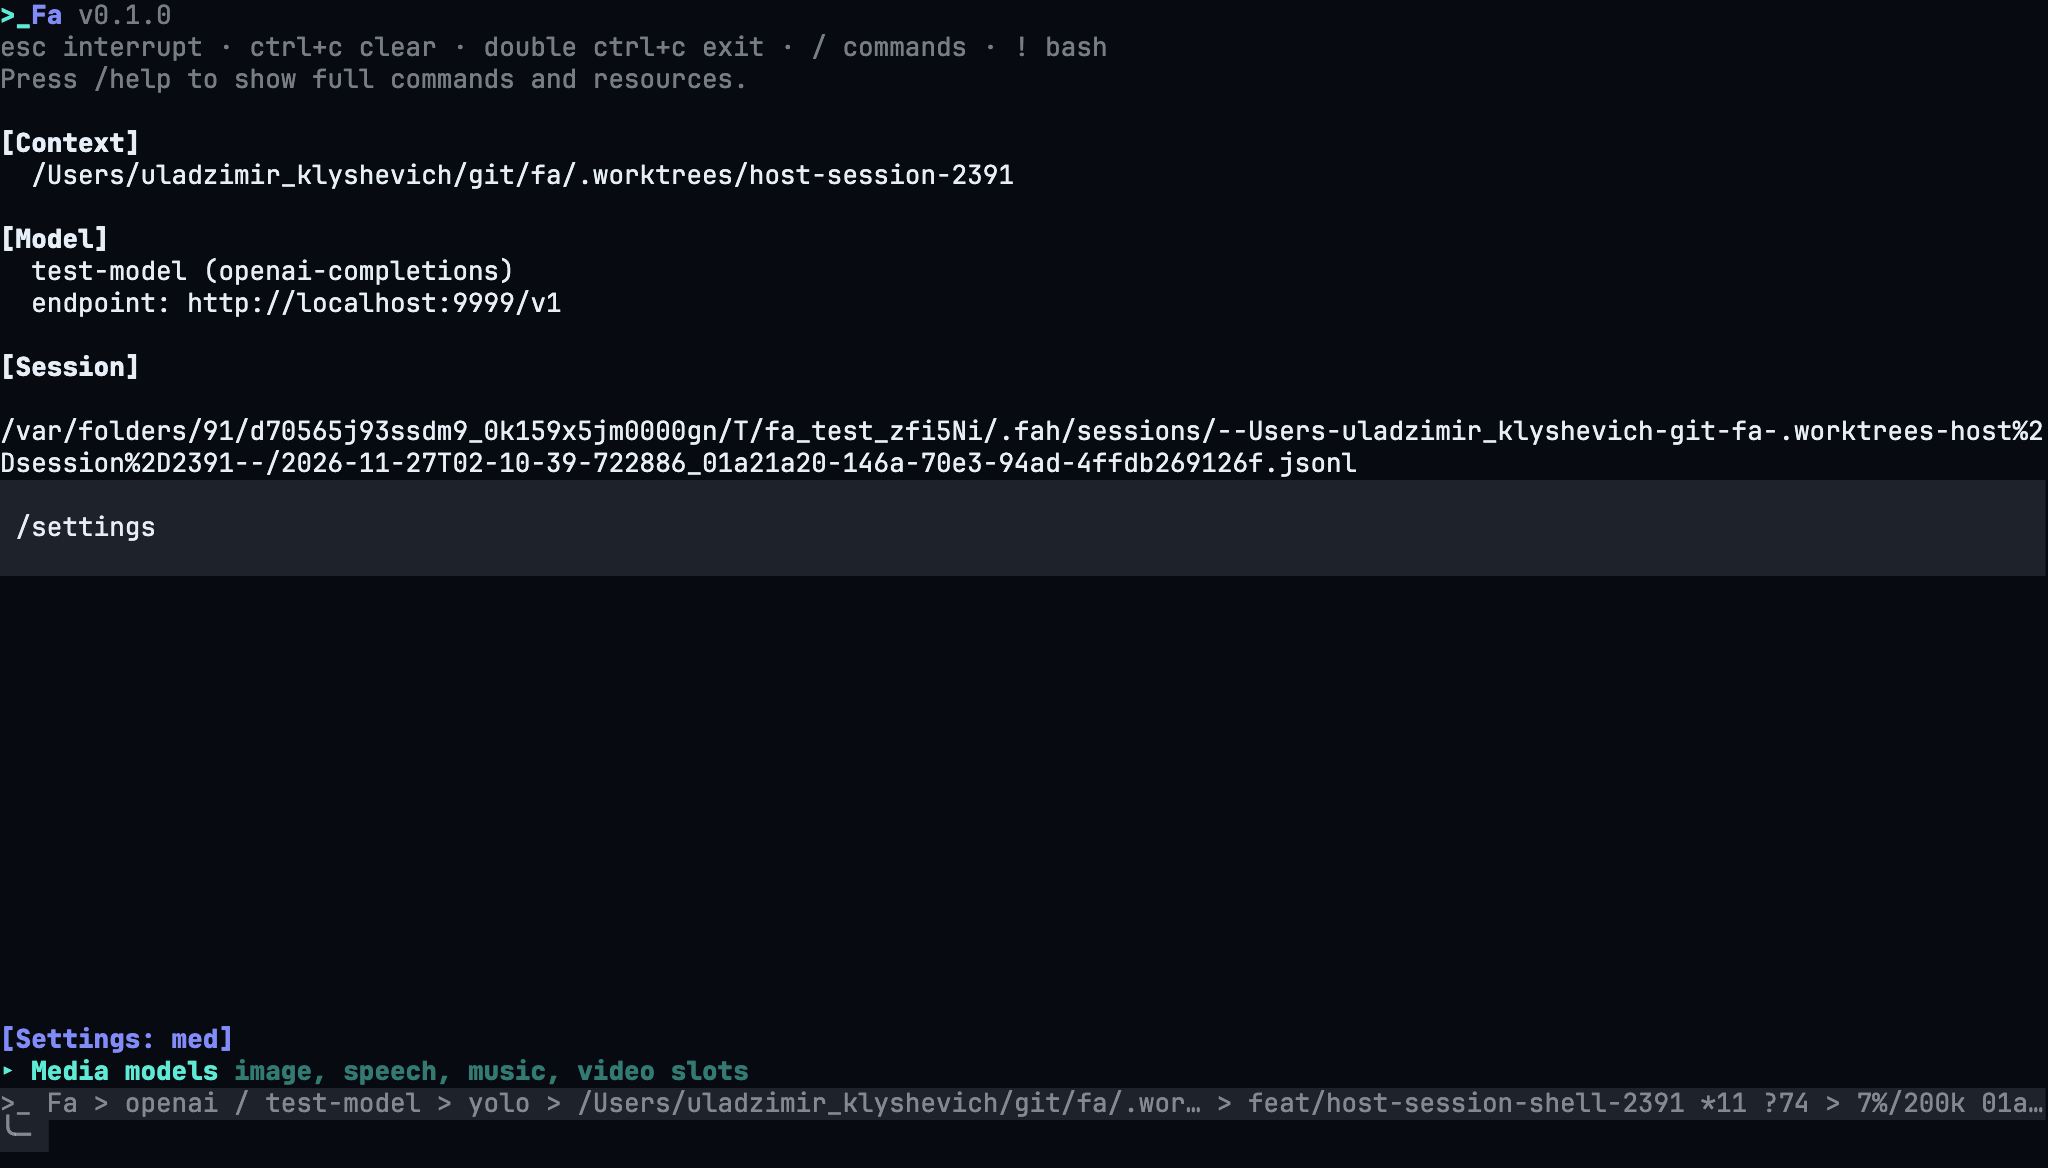 >_Fa v0.1.0
esc interrupt · ctrl+c clear · double ctrl+c exit · / commands · ! bash
Press /help to show full commands and resources.
[Context]
/Users/uladzimir_klyshevich/git/fa/.worktrees/host-session-2391
[Model]
test-model (openai-completions)
endpoint: http://localhost:9999/v1
[Session]
/var/folders/91/d70565j93ssdm9_0k159x5jm0000gn/T/fa_test_zfi5Ni/.fah/sessions/--Users-uladzimir_klyshevich-git-fa-.worktrees-host%2
Dsession%2D2391--/2026-11-27T02-10-39-722886_01a21a20-146a-70e3-94ad-4ffdb269126f.jsonl
/settings
[Settings: med]
▸ Media models image, speech, music, video slots
>_ Fa > openai / test-model > yolo > /Users/uladzimir_klyshevich/git/fa/.wor… > feat/host-session-shell-2391 *11 ?74 > 7%/200k 01a…